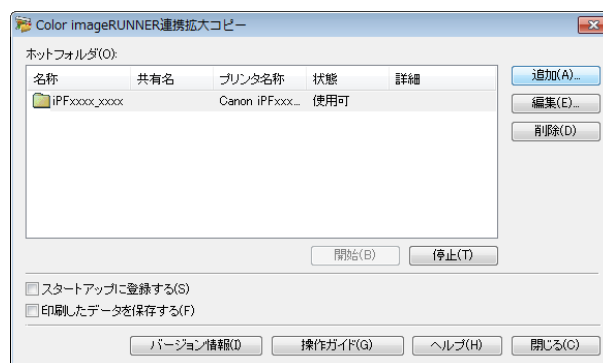 Color imageRUNNER連携拡大コピー
ホットフォルダ(O):
名称 共有名 プリンタ名称 状態 詳細
iPFxxxx_xxxx Canon iPFxxx... 使用可
追加(A)...
編集(E)...
削除(D)
開始(B) 停止(T)
スタートアップに登録する(S)
印刷したデータを保存する(F)
バージョン情報(I) 操作ガイド(G) ヘルプ(H) 閉じる(C)